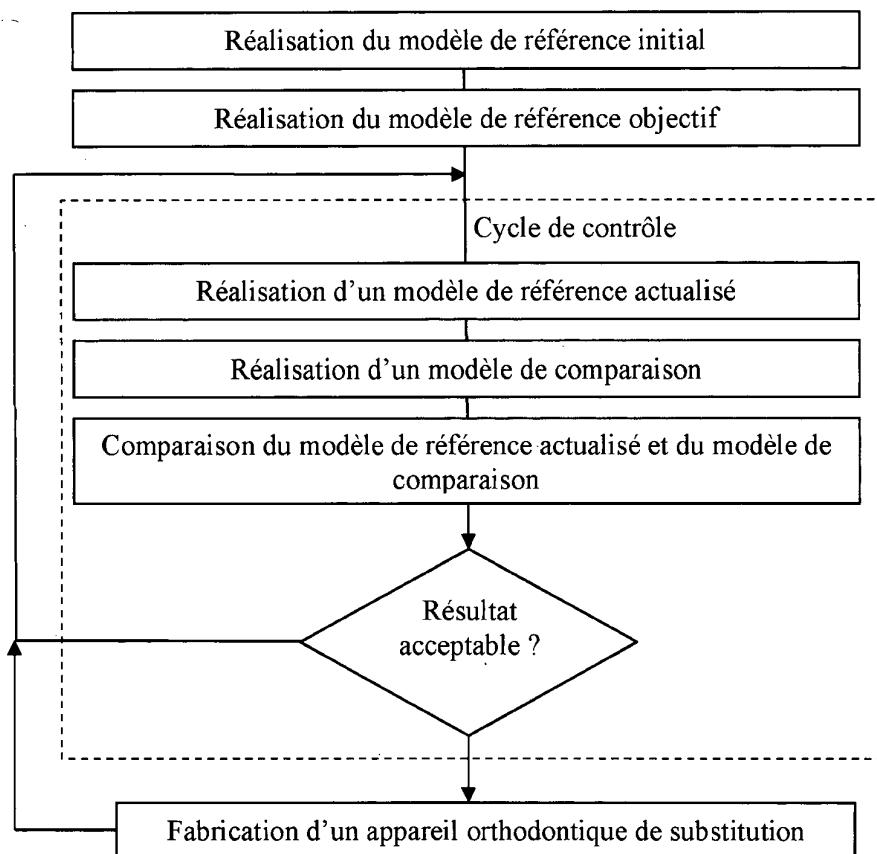 Réalisation du modèle de référence initial
Réalisation du modèle de référence objectif
Cycle de contrôle
Réalisation d’un modèle de référence actualisé
Réalisation d’un modèle de comparaison
Comparaison du modèle de référence actualisé et du modèle de
comparaison
Résultat
acceptable ?
Fabrication d’un appareil orthodontique de substitution